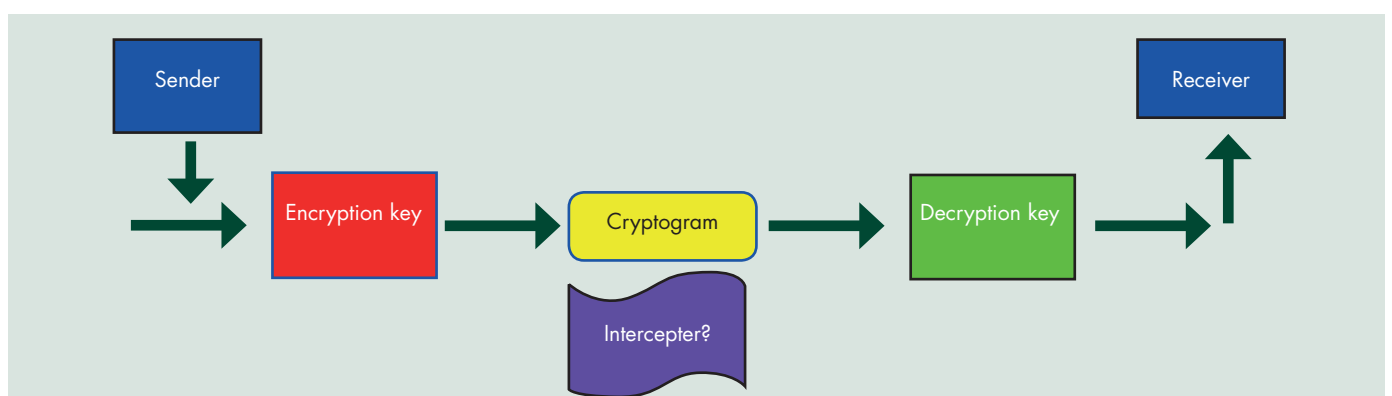 Sender
Receiver
Encryption key
Cryptogram
Decryption key
Intercepter?